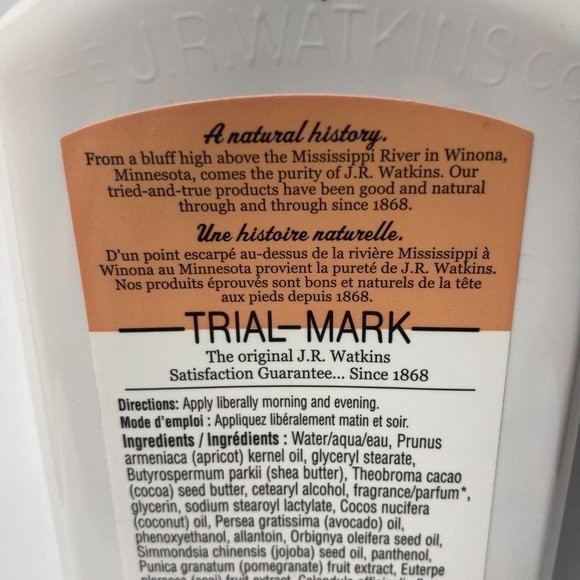 THE J.R.WATKINS CO
A natural history.
From a bluff high above the Mississippi River in Winona,
Minnesota, comes the purity of J.R. Watkins. Our
tried-and-true products have been good and natural
through and through since 1868.
Une histoire naturelle.
D'un point escarpé au-dessus de la rivière Mississippi à
Winona au Minnesota provient la pureté de J.R. Watkins.
Nos produits éprouvés sont bons et naturels de la tête
aux pieds depuis 1868.
TRIAL-MARK
The original J.R. Watkins
Satisfaction Guarantee... Since 1868
Directions: Apply liberally morning and evening.
Mode d'emploi : Appliquez libéralement matin et soir.
Ingredients / Ingrédients : Water/aqua/eau, Prunus
armeniaca (apricot) kernel oil, glyceryl stearate,
Butyrospermum parkii (shea butter), Theobroma cacao
(cocoa) seed butter, cetearyl alcohol, fragrance/parfum*,
glycerin, sodium stearoyl lactylate, Cocos nucifera
(coconut) oil, Persea gratissima (avocado) oil,
phenoxyethanol, allantoin, Orbignya oleifera seed oil,
Simmondsia chinensis (jojoba) seed oil, panthenol,
Punica granatum (pomegranate) fruit extract, Euterpe